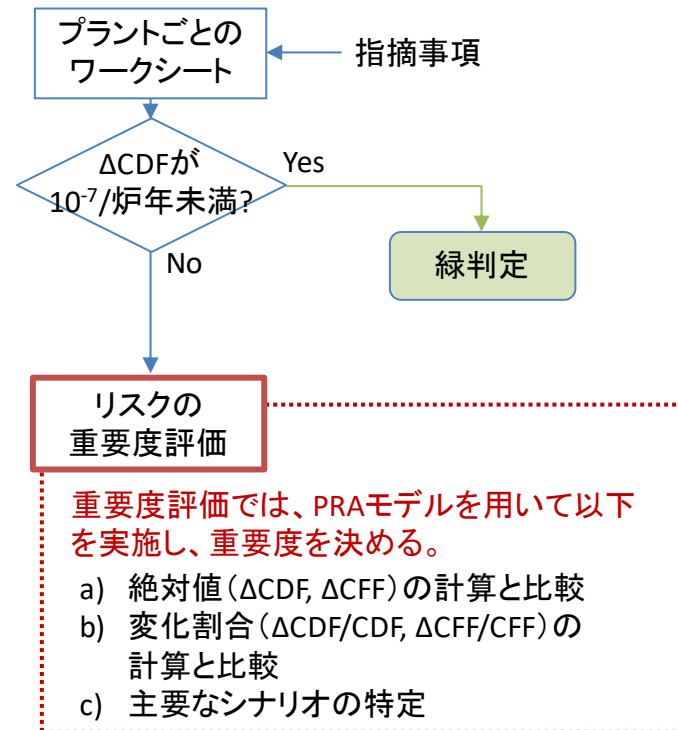 プラントごとの
ワークシート
指摘事項
ΔCDFが
10⁻⁷/炉年未満?
Yes
緑判定
No
リスクの
重要度評価
重要度評価では、PRAモデルを用いて以下
を実施し、重要度を決める。
a) 絶対値(ΔCDF, ΔCFF)の計算と比較
b) 変化割合(ΔCDF/CDF, ΔCFF/CFF)の
計算と比較
c) 主要なシナリオの特定